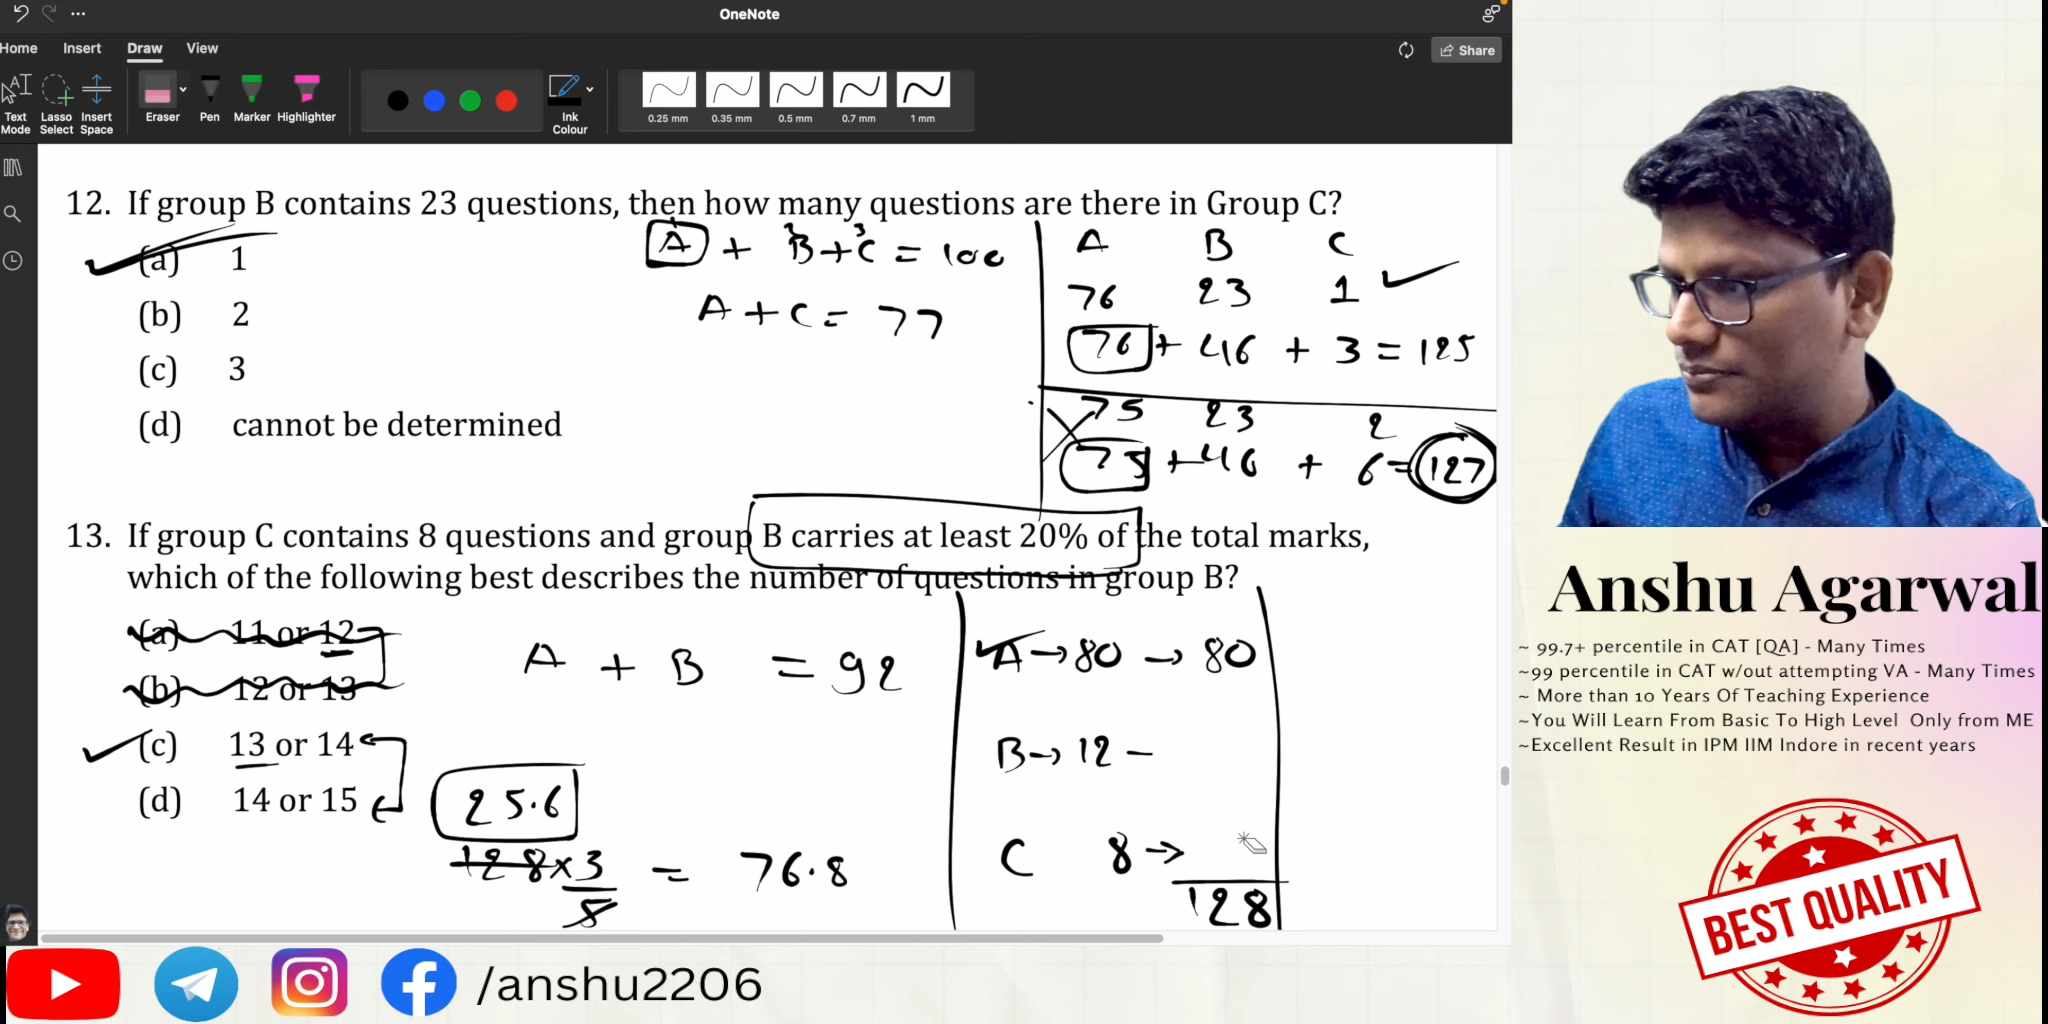 OneNote
Home Insert Draw View
Share
Text Mode
Lasso Select
Insert Space
Eraser
Pen
Marker
Highlighter
Ink Colour
0.25 mm
0.35 mm
0.5 mm
0.7 mm
1 mm
12. If group B contains 23 questions, then how many questions are there in Group C?
(a) 1
(b) 2
(c) 3
(d) cannot be determined
A + B + C = 100
A + C = 77
A B C
76 23 1
76 + 46 + 3 = 125
75 23 2
75 + 46 + 6 = 127
13. If group C contains 8 questions and group B carries at least 20% of the total marks,
which of the following best describes the number of questions in group B?
(a) 11 or 12
(b) 12 or 13
(c) 13 or 14
(d) 14 or 15
A + B = 92
25.6
128 × 3/5 = 76.8
A → 80 → 80
B → 12 –
C 8 →
128
Anshu Agarwal
~ 99.7+ percentile in CAT [QA] - Many Times
~99 percentile in CAT w/out attempting VA - Many Times
~ More than 10 Years Of Teaching Experience
~You Will Learn From Basic To High Level Only from ME
~Excellent Result in IPM IIM Indore in recent years
BEST QUALITY
/anshu2206